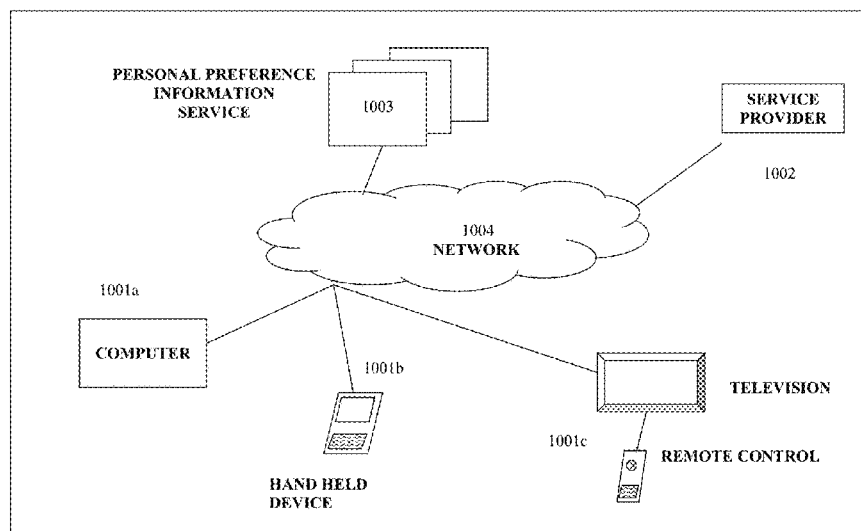 PERSONAL PREFERENCE
INFORMATION
SERVICE
1003
SERVICE
PROVIDER
1002
1004
NETWORK
1001a
COMPUTER
1001b
HAND HELD
DEVICE
TELEVISION
1001c
REMOTE CONTROL